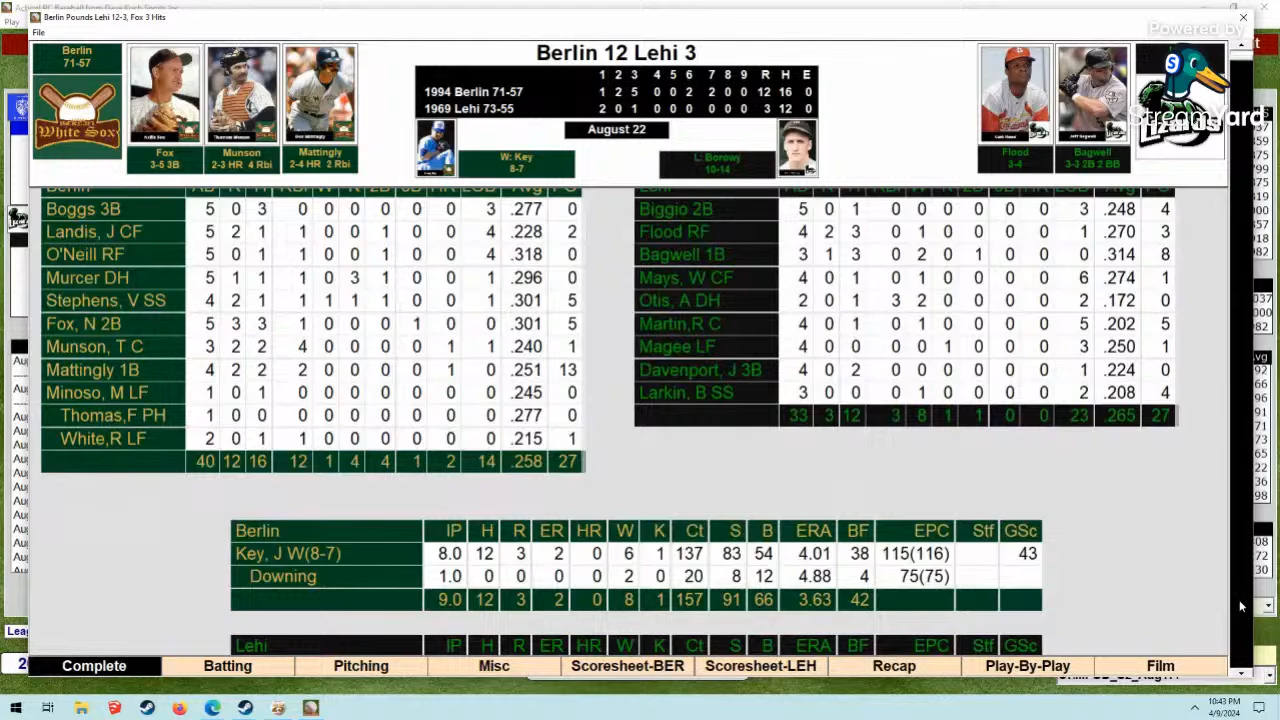 Berlin Pounds Lehi 12-3, Fox 3 Hits
File
Powered by
StreamYard
Berlin
71-57
White Sox
Fox
3-5 3B
Munson
2-3 HR 4 Rbi
Mattingly
2-4 HR 2 Rbi
Berlin 12 Lehi 3
1 2 3 4 5 6 7 8 9 R H E
1994 Berlin 71-57 1 2 5 0 2 2 0 0 0 12 16 0
1969 Lehi 73-55 2 0 1 0 0 0 0 0 0 3 12 0
August 22
W: Key
8-7
L: Borowy
10-14
Flood
3-4
Bagwell
3-3 2B 2 BB
Boggs 3B 5 0 3 0 0 0 0 0 0 3 .277 0
Landis, J CF 5 2 1 1 0 0 1 0 0 4 .228 2
O'Neill RF 5 0 1 1 0 0 1 0 0 4 .318 0
Murcer DH 5 1 1 1 0 3 1 0 0 1 .296 0
Stephens, V SS 4 2 1 1 1 1 1 0 0 1 .301 5
Fox, N 2B 5 3 3 1 0 0 0 1 0 0 .301 5
Munson, T C 3 2 2 4 0 0 0 0 1 1 .240 1
Mattingly 1B 4 2 2 2 0 0 0 0 1 0 .251 13
Minoso, M LF 1 0 1 0 0 0 0 0 0 0 .245 0
Thomas,F PH 1 0 0 0 0 0 0 0 0 0 .277 0
White,R LF 2 0 1 1 0 0 0 0 0 0 .215 1
40 12 16 12 1 4 4 1 2 14 .258 27
Biggio 2B 5 0 1 0 0 0 0 0 0 3 .248 4
Flood RF 4 2 3 0 1 0 0 0 0 1 .270 3
Bagwell 1B 3 1 3 0 2 0 1 0 0 0 .314 8
Mays, W CF 4 0 1 0 1 0 0 0 0 6 .274 1
Otis, A DH 2 0 1 3 2 0 0 0 0 2 .172 0
Martin,R C 4 0 1 0 1 0 0 0 0 5 .202 5
Magee LF 4 0 0 0 0 1 0 0 0 3 .250 1
Davenport, J 3B 4 0 2 0 0 0 0 0 0 1 .224 0
Larkin, B SS 3 0 0 0 1 0 0 0 0 2 .208 4
33 3 12 3 8 1 1 0 0 23 .265 27
Berlin IP H R ER HR W K Ct S B ERA BF EPC Stf GSc
Key, J W(8-7) 8.0 12 3 2 0 6 1 137 83 54 4.01 38 115(116) 43
Downing 1.0 0 0 0 0 2 0 20 8 12 4.88 4 75(75)
9.0 12 3 2 0 8 1 157 91 66 3.63 42
Lehi IP H R ER HR W K Ct S B ERA BF EPC Stf GSc
Complete Batting Pitching Misc Scoresheet-BER Scoresheet-LEH Recap Play-By-Play Film
10:43 PM
4/9/2024